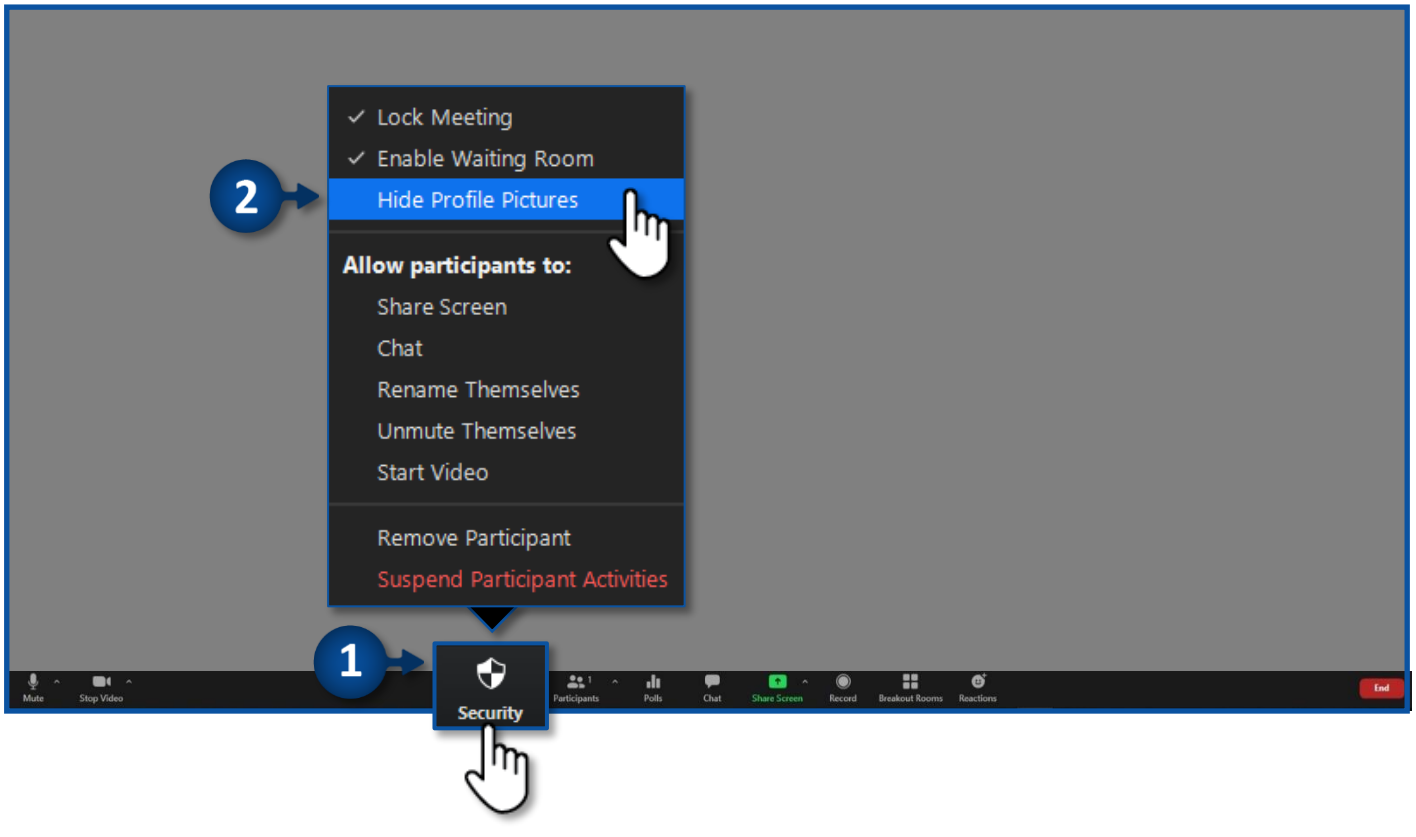 Lock Meeting
Enable Waiting Room
2
Hide Profile Pictures
Allow participants to:
Share Screen
Chat
Rename Themselves
Unmute Themselves
Start Video
Remove Participant
Suspend Participant Activities
1
Security
Mute
Stop Video
Participants
1
Polls
Chat
Share Screen
Record
Breakout Rooms
Reactions
End